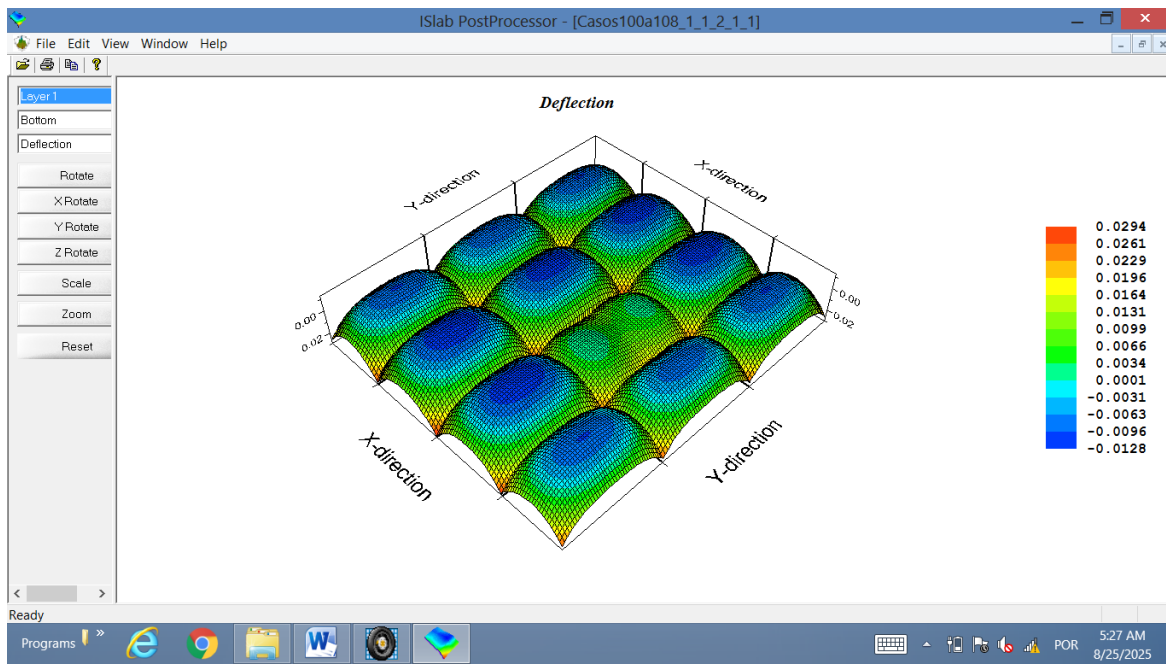 ISlab PostProcessor - [Casos100a108_1_1_2_1_1]
File Edit View Window Help
Layer 1
Bottom
Deflection
Rotate
X Rotate
Y Rotate
Z Rotate
Scale
Zoom
Reset
Deflection
Y-direction
X-direction
0.00
0.02
0.00
0.02
X-direction
Y-direction
0.0294
0.0261
0.0229
0.0196
0.0164
0.0131
0.0099
0.0066
0.0034
0.0001
-0.0031
-0.0063
-0.0096
-0.0128
Ready
Programs
POR
5:27 AM
8/25/2025